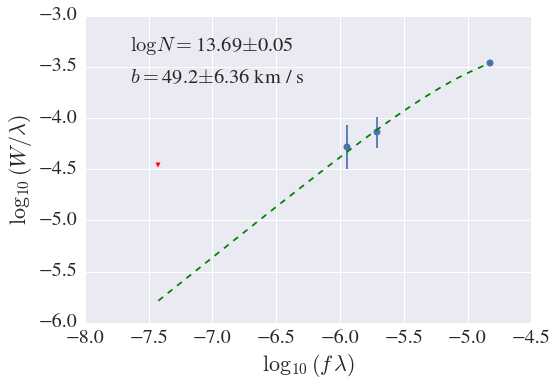 −3.0
log N = 13.69±0.05
b = 49.2±6.36 km / s
−3.5
−4.0
−4.5
−5.0
−5.5
−6.0
log₁₀ (W/λ)
−8.0 −7.5 −7.0 −6.5 −6.0 −5.5 −5.0 −4.5
log₁₀ (fλ)